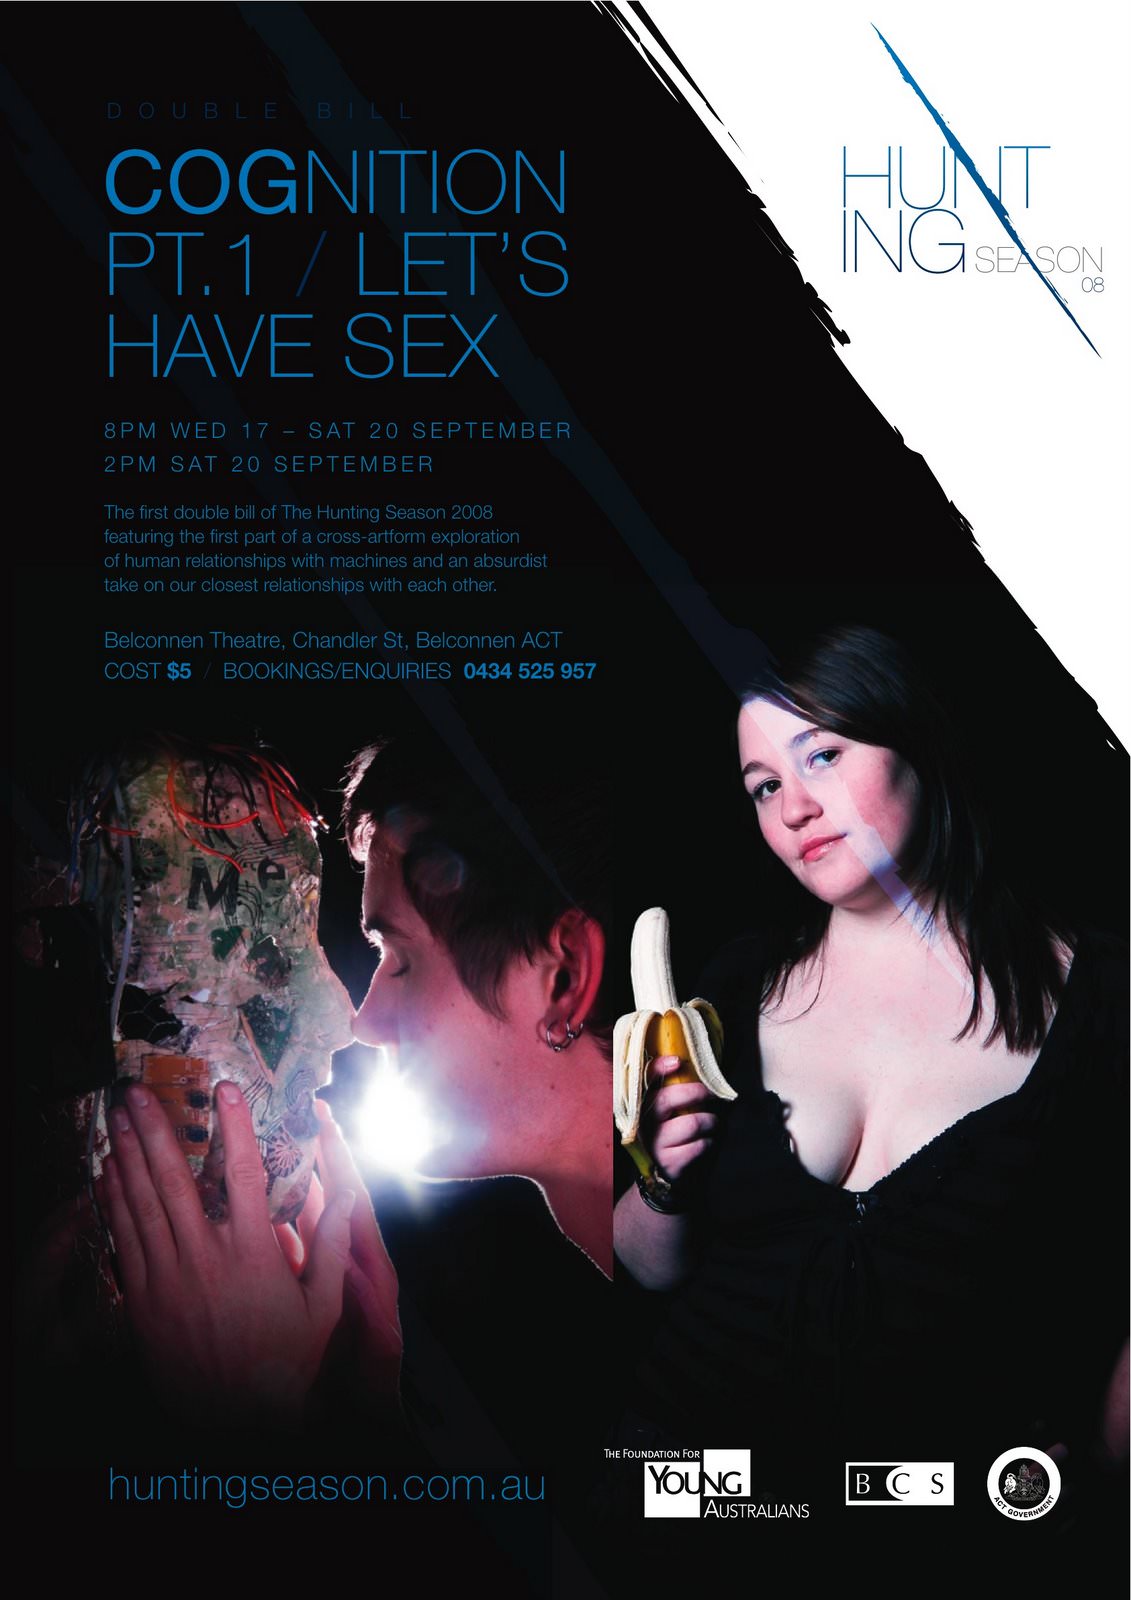 DOUBLE BILL
COGNITION
PT.1 / LET'S
HAVE SEX
8PM WED 17 – SAT 20 SEPTEMBER
2PM SAT 20 SEPTEMBER
The first double bill of The Hunting Season 2008
featuring the first part of a cross-artform exploration
of human relationships with machines and an absurdist
take on our closest relationships with each other.
Belconnen Theatre, Chandler St, Belconnen ACT
COST $5 / BOOKINGS/ENQUIRIES 0434 525 957
HUNT
ING SEASON
08
Me
huntingseason.com.au
THE FOUNDATION FOR
YOUNG
AUSTRALIANS
BCS
ACT GOVERNMENT